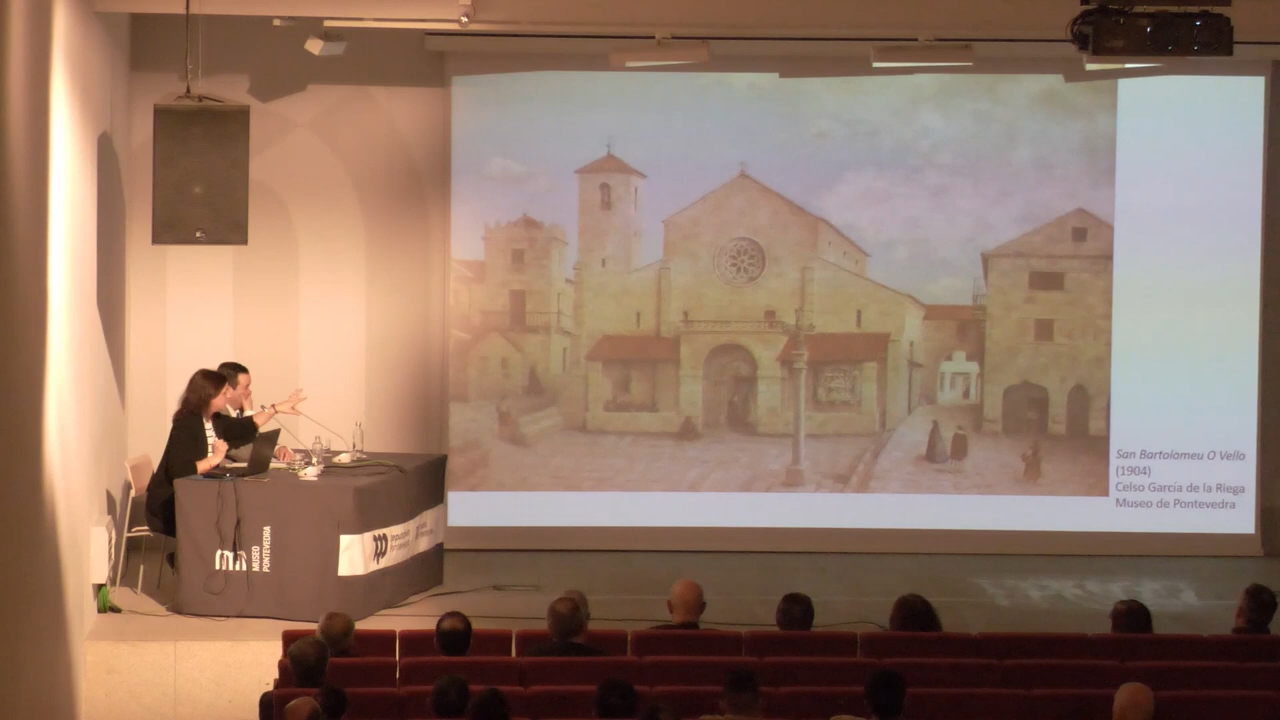 San Bartolomeu O Vello
(1904)
Celso García de la Riega
Museo de Pontevedra
MUSEO
PONTEVEDRA